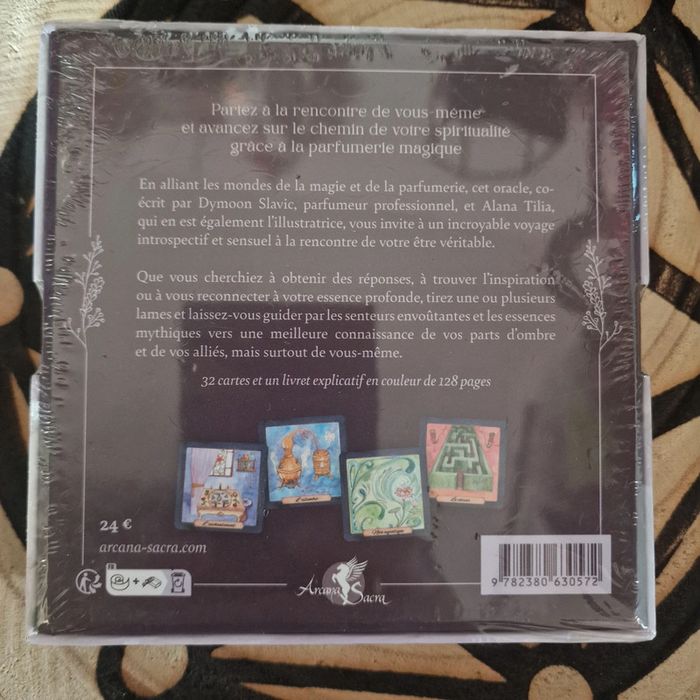 Partez à la rencontre de vous-même
et avancez sur le chemin de votre spiritualité
grâce à la parfumerie magique
En alliant les mondes de la magie et de la parfumerie, cet oracle, co-
écrit par Dymoon Slavic, parfumeur professionnel, et Alana Tilia,
qui en est également l'illustratrice, vous invite à un incroyable voyage
introspectif et sensuel à la rencontre de votre être véritable.
Que vous cherchiez à obtenir des réponses, à trouver l'inspiration
ou à vous reconnecter à votre essence profonde, tirez une ou plusieurs
lames et laissez-vous guider par les senteurs envoûtantes et les essences
mythiques vers une meilleure connaissance de vos parts d'ombre
et de vos alliés, mais surtout de vous-même.
32 cartes et un livret explicatif en couleur de 128 pages
L'alambic
24 €
arcana-sacra.com
FR
Arcana Sacra
9 782380 630572